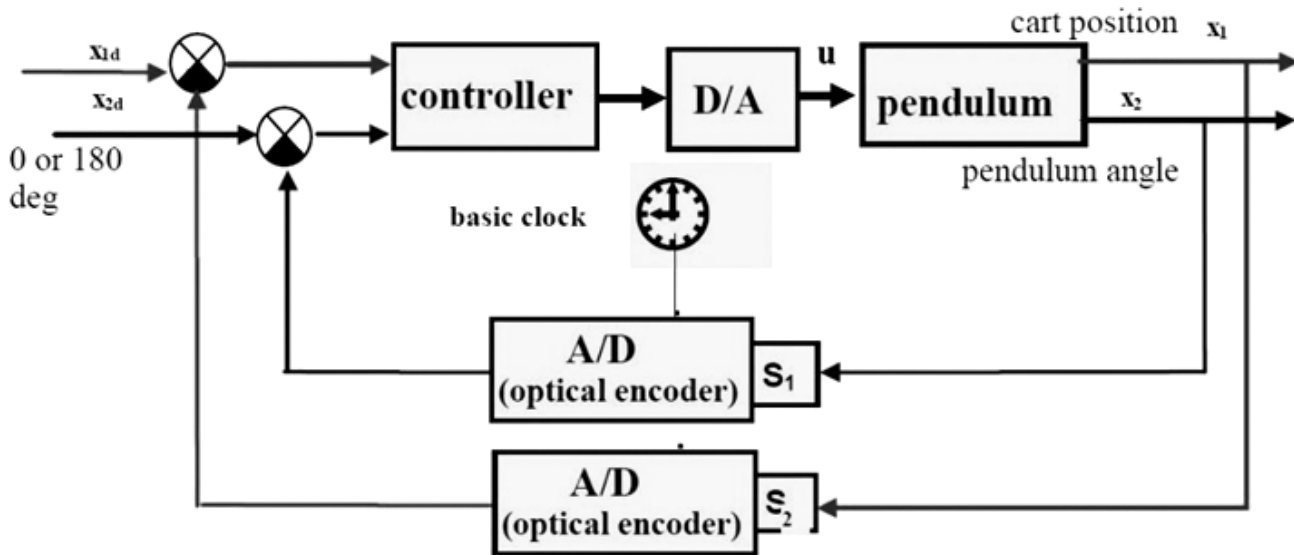 cart position
x₁
x₁d
x₂d
controller
D/A
u
pendulum
x₂
0 or 180
deg
pendulum angle
basic clock
A/D
(optical encoder)
S₁
A/D
(optical encoder)
S₂